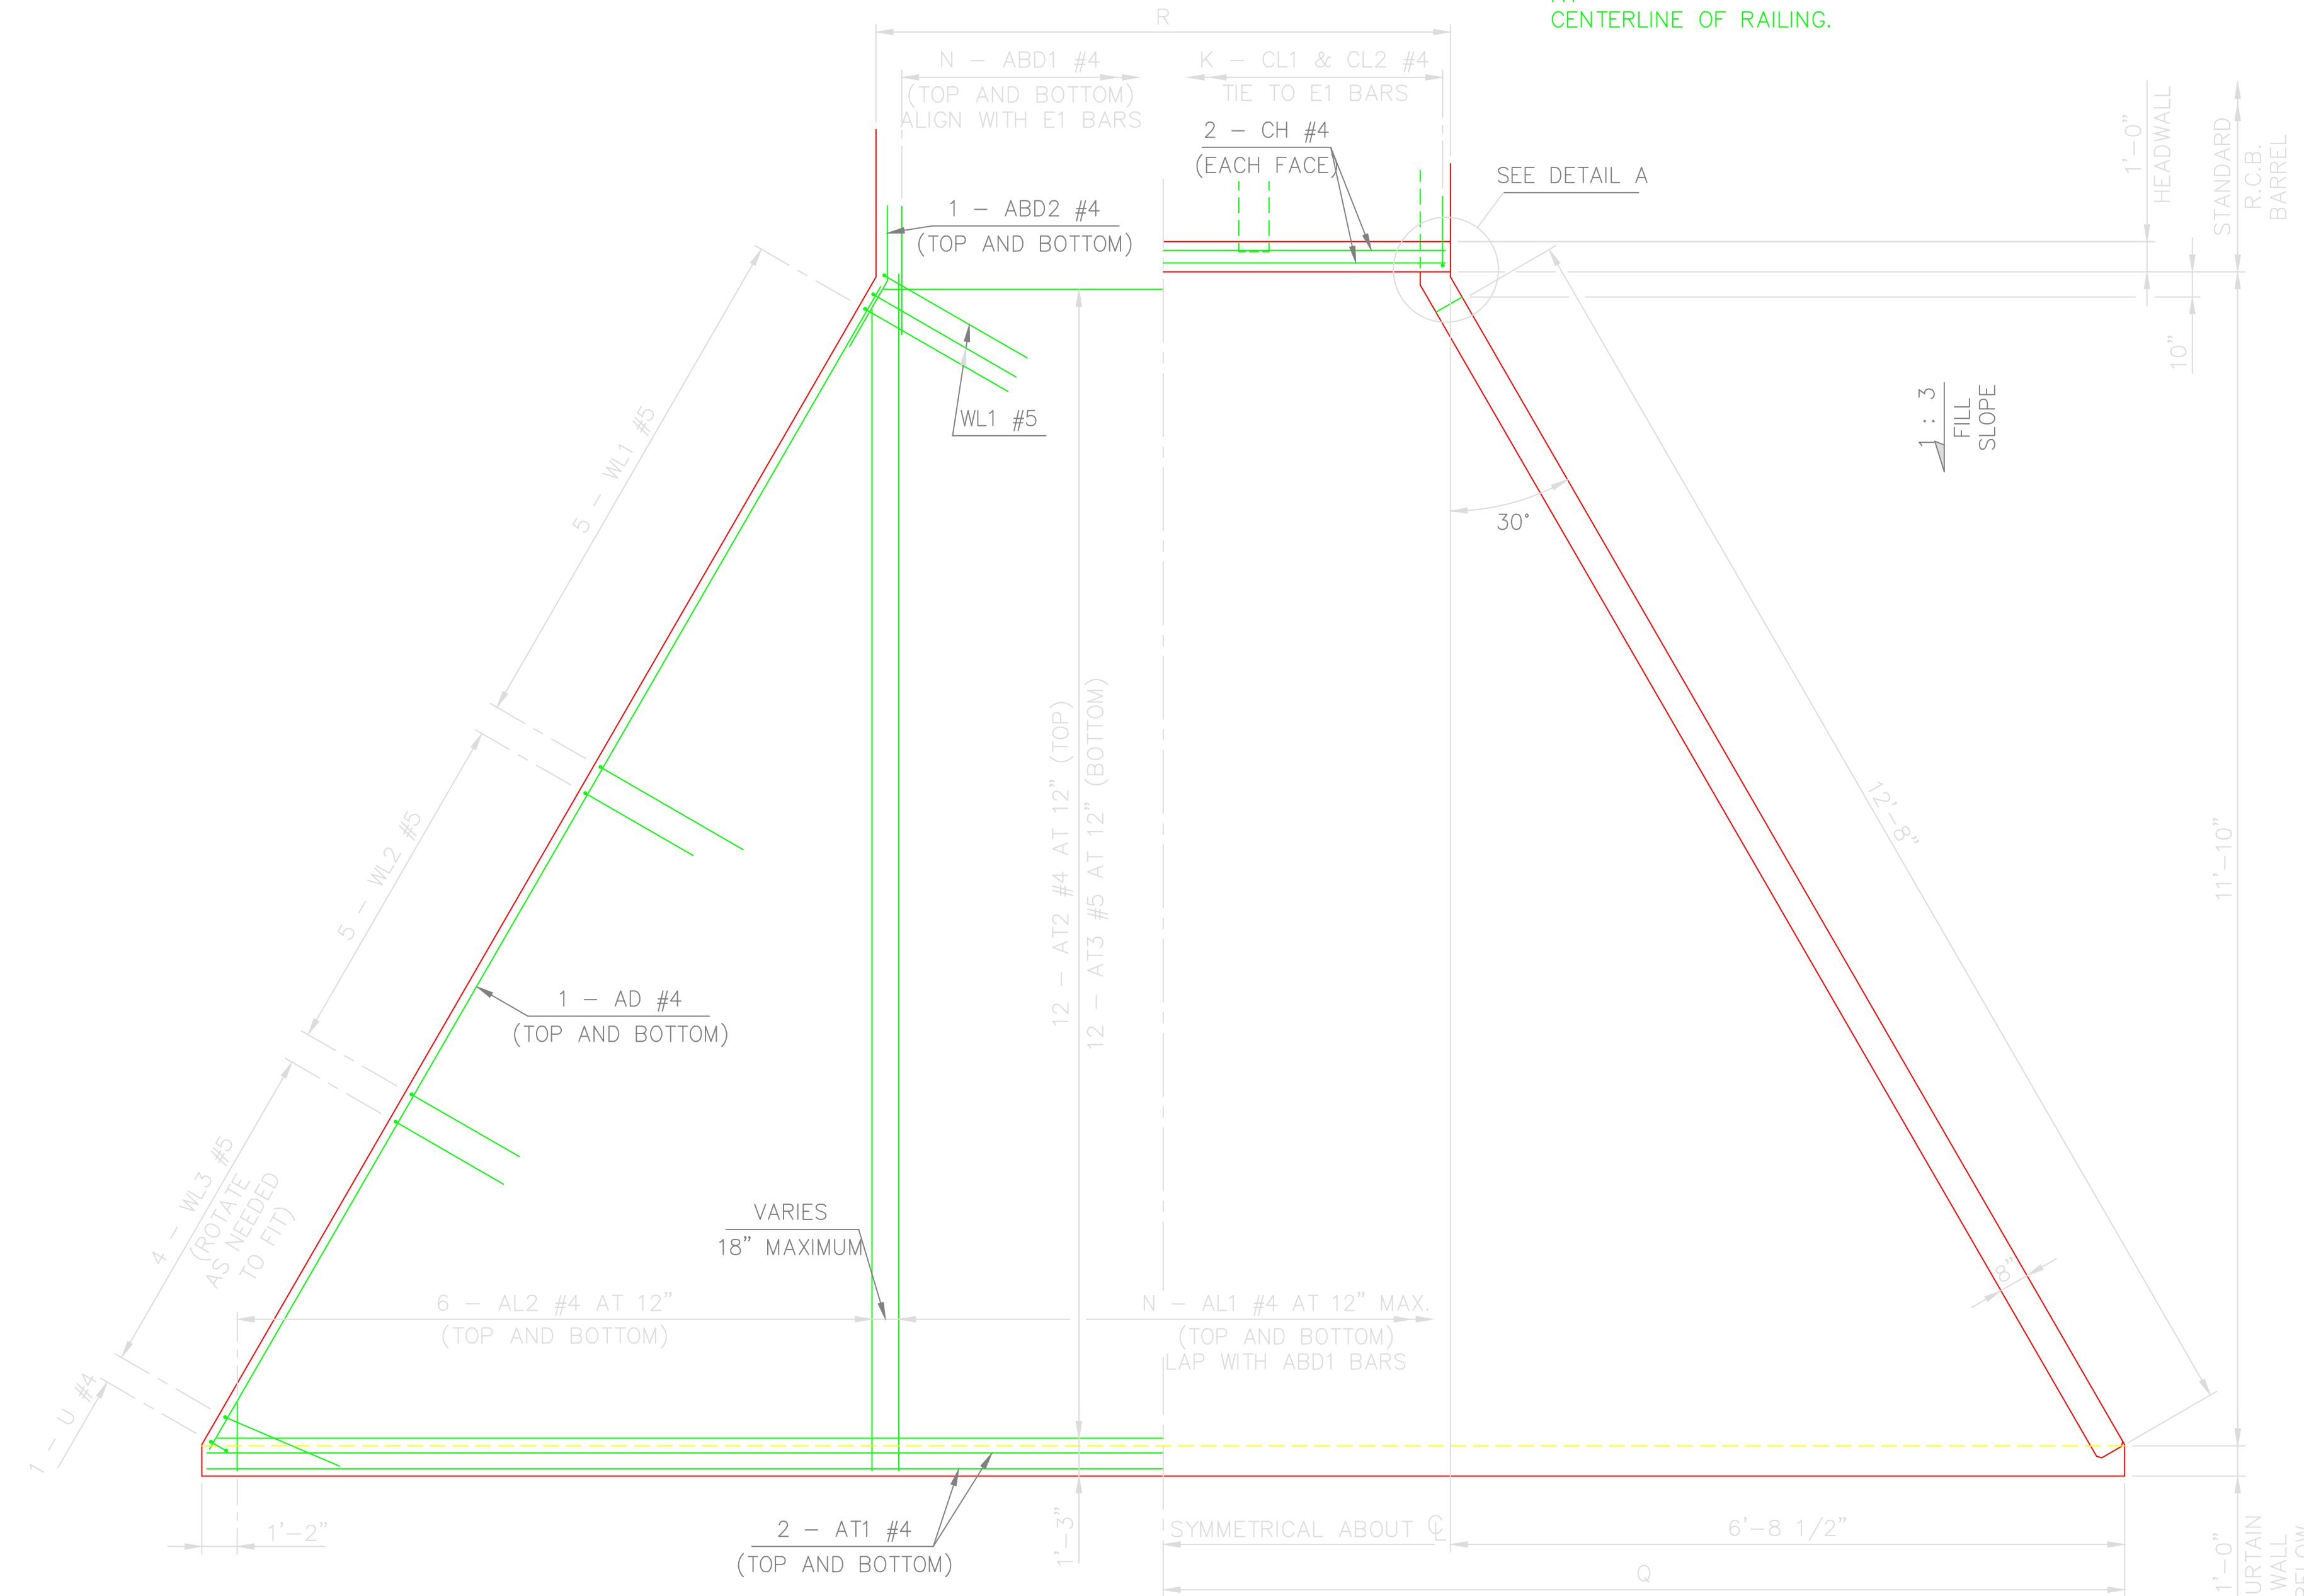 CENTERLINE OF RAILING.
R
N - ABD1 #4
(TOP AND BOTTOM)
ALIGN WITH E1 BARS
K - CL1 & CL2 #4
TIE TO E1 BARS
2 - CH #4
(EACH FACE)
SEE DETAIL A
1'-0"
HEADWALL
STANDARD
R.C.B.
BARREL
1 - ABD2 #4
(TOP AND BOTTOM)
10"
WL1 #5
5 - WL1 #5
1 : 3
FILL
SLOPE
30°
12 - AT2 #4 AT 12" (TOP)
12 - AT3 #5 AT 12" (BOTTOM)
12'-8"
11'-10"
5 - WL2 #5
1 - AD #4
(TOP AND BOTTOM)
4 - WL3 #5
(ROTATE
AS NEEDED
TO FIT)
VARIES
18" MAXIMUM
8"
6 - AL2 #4 AT 12"
(TOP AND BOTTOM)
N - AL1 #4 AT 12" MAX.
(TOP AND BOTTOM)
LAP WITH ABD1 BARS
1 - U #4
1'-2"
2 - AT1 #4
(TOP AND BOTTOM)
1'-3"
SYMMETRICAL ABOUT ℄
6'-8 1/2"
Q
1'-0"
URTAIN
WALL
BELOW